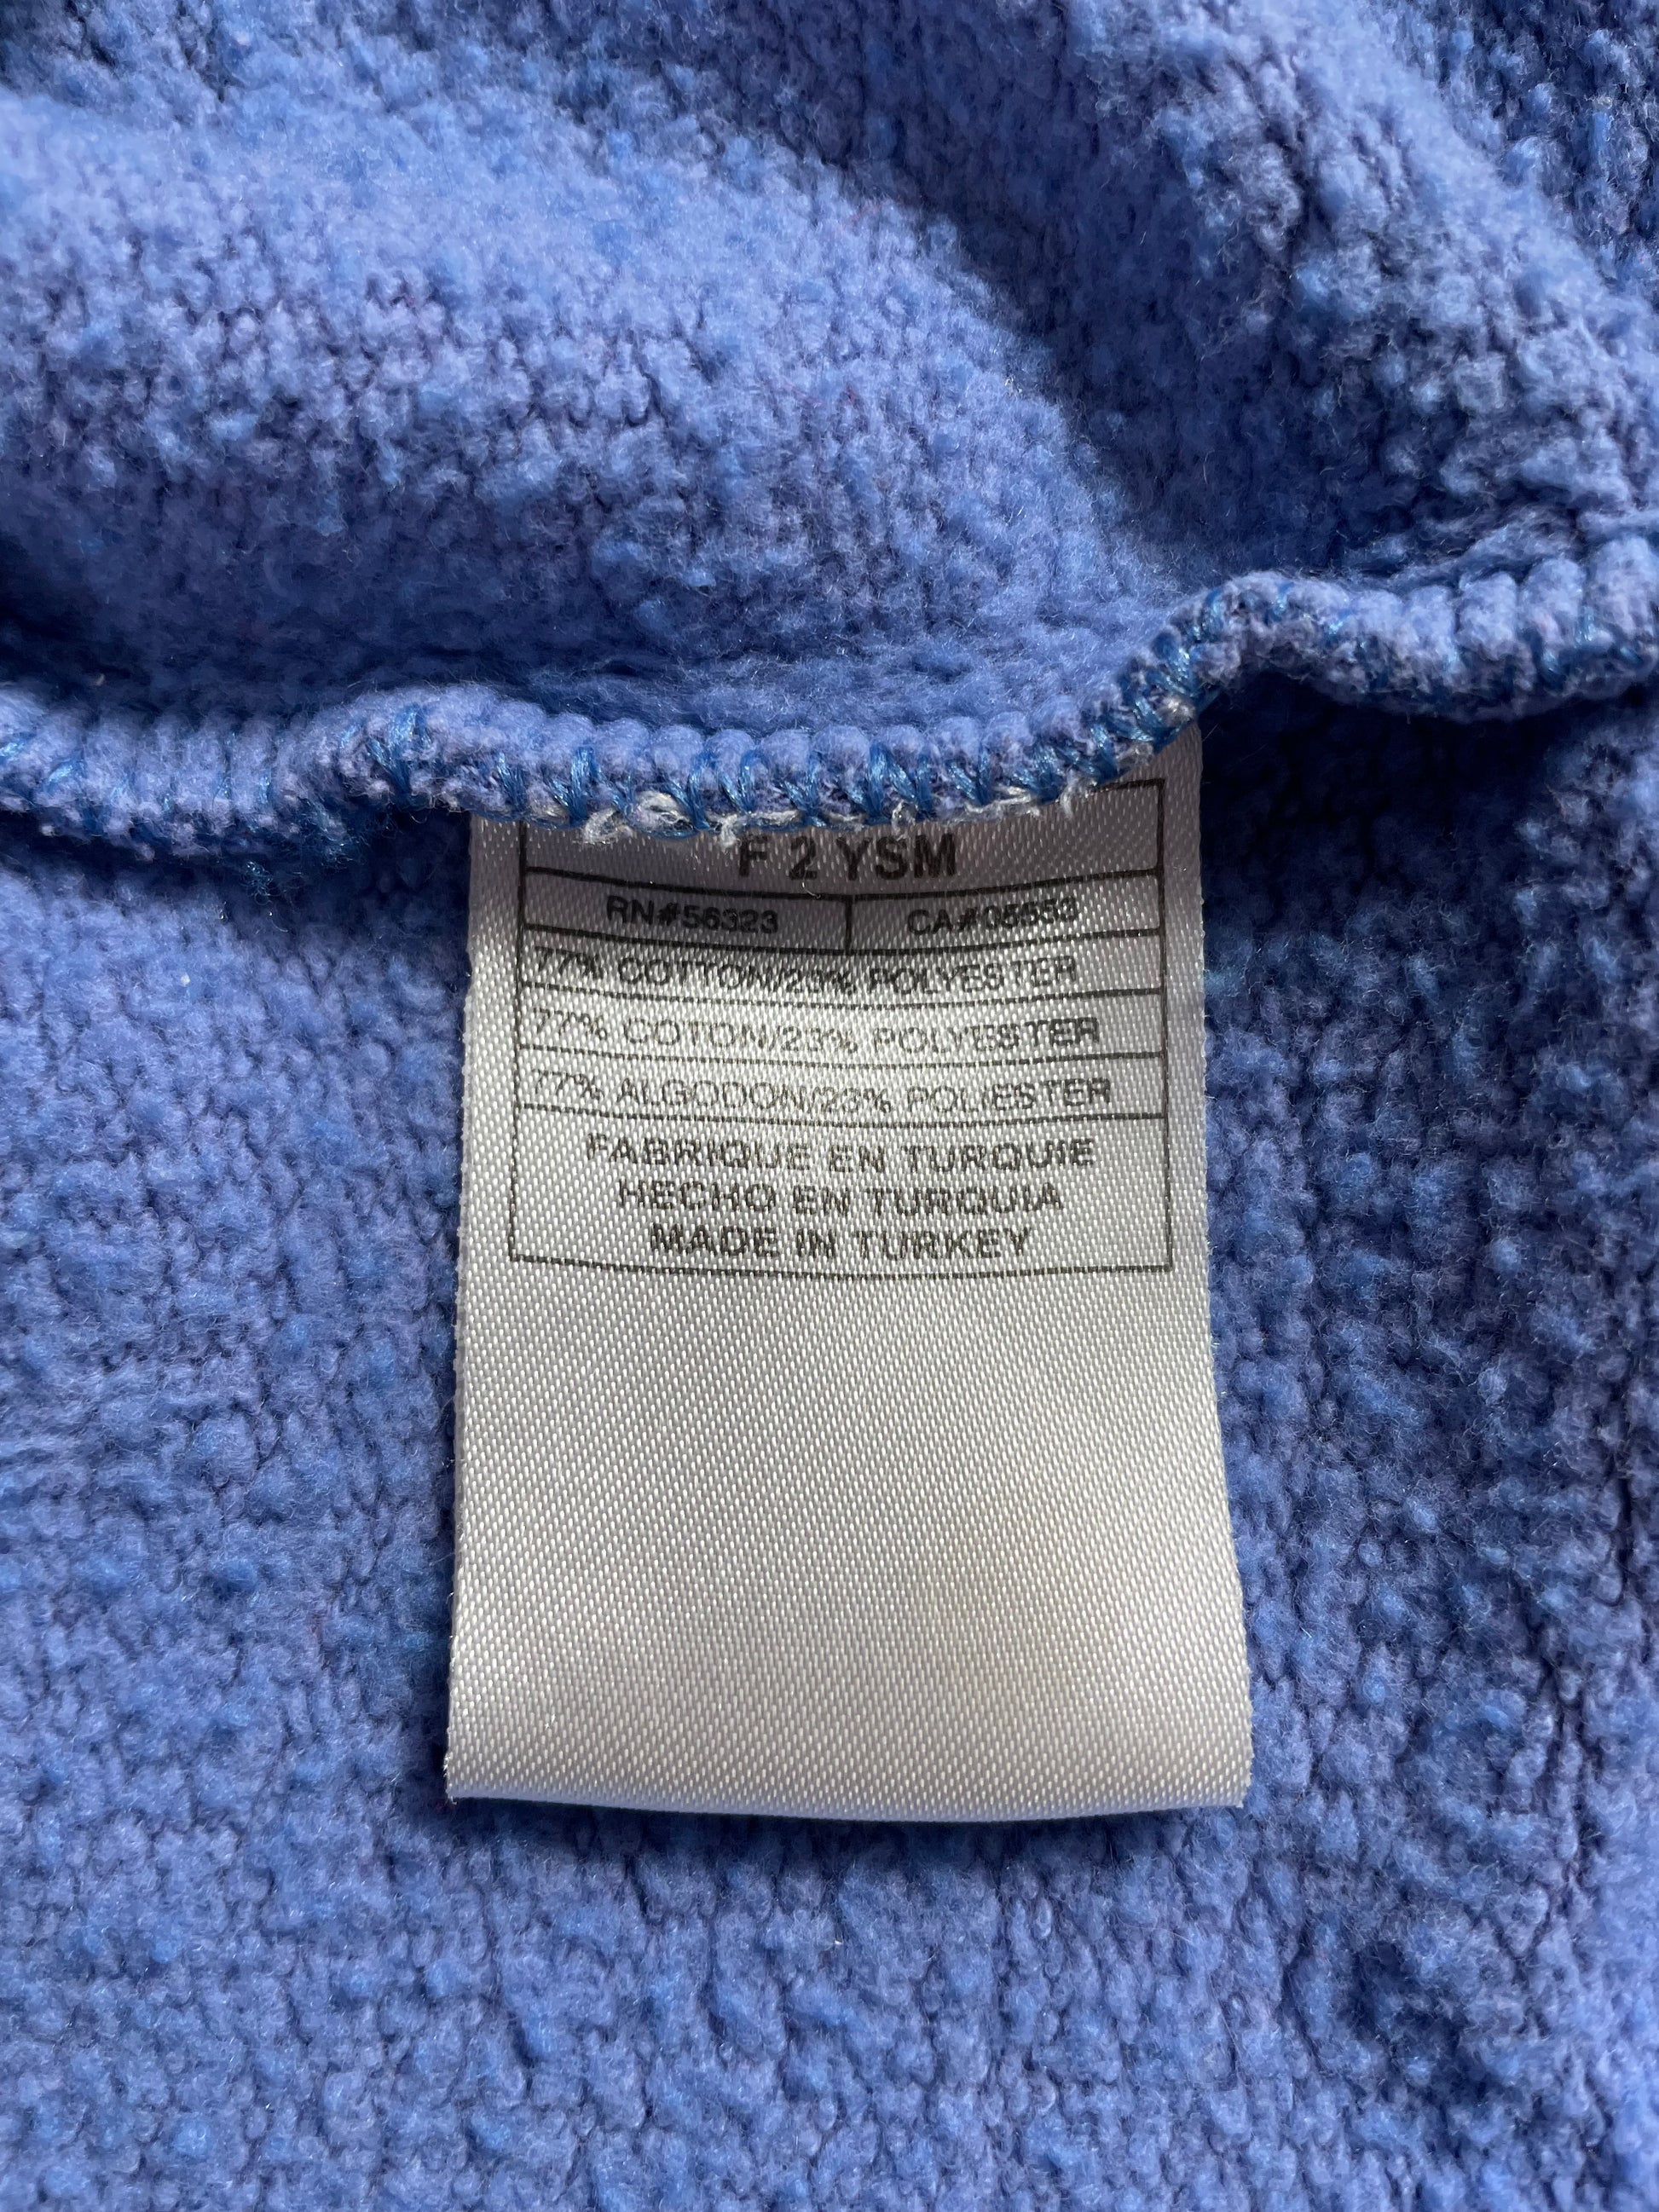 F 2 YSM
RN#56323 CA#05553
77% COTTON/23% POLYESTER
77% COTON/23% POLYESTER
77% ALGODON/23% POLIESTER
FABRIQUE EN TURQUIE
HECHO EN TURQUIA
MADE IN TURKEY